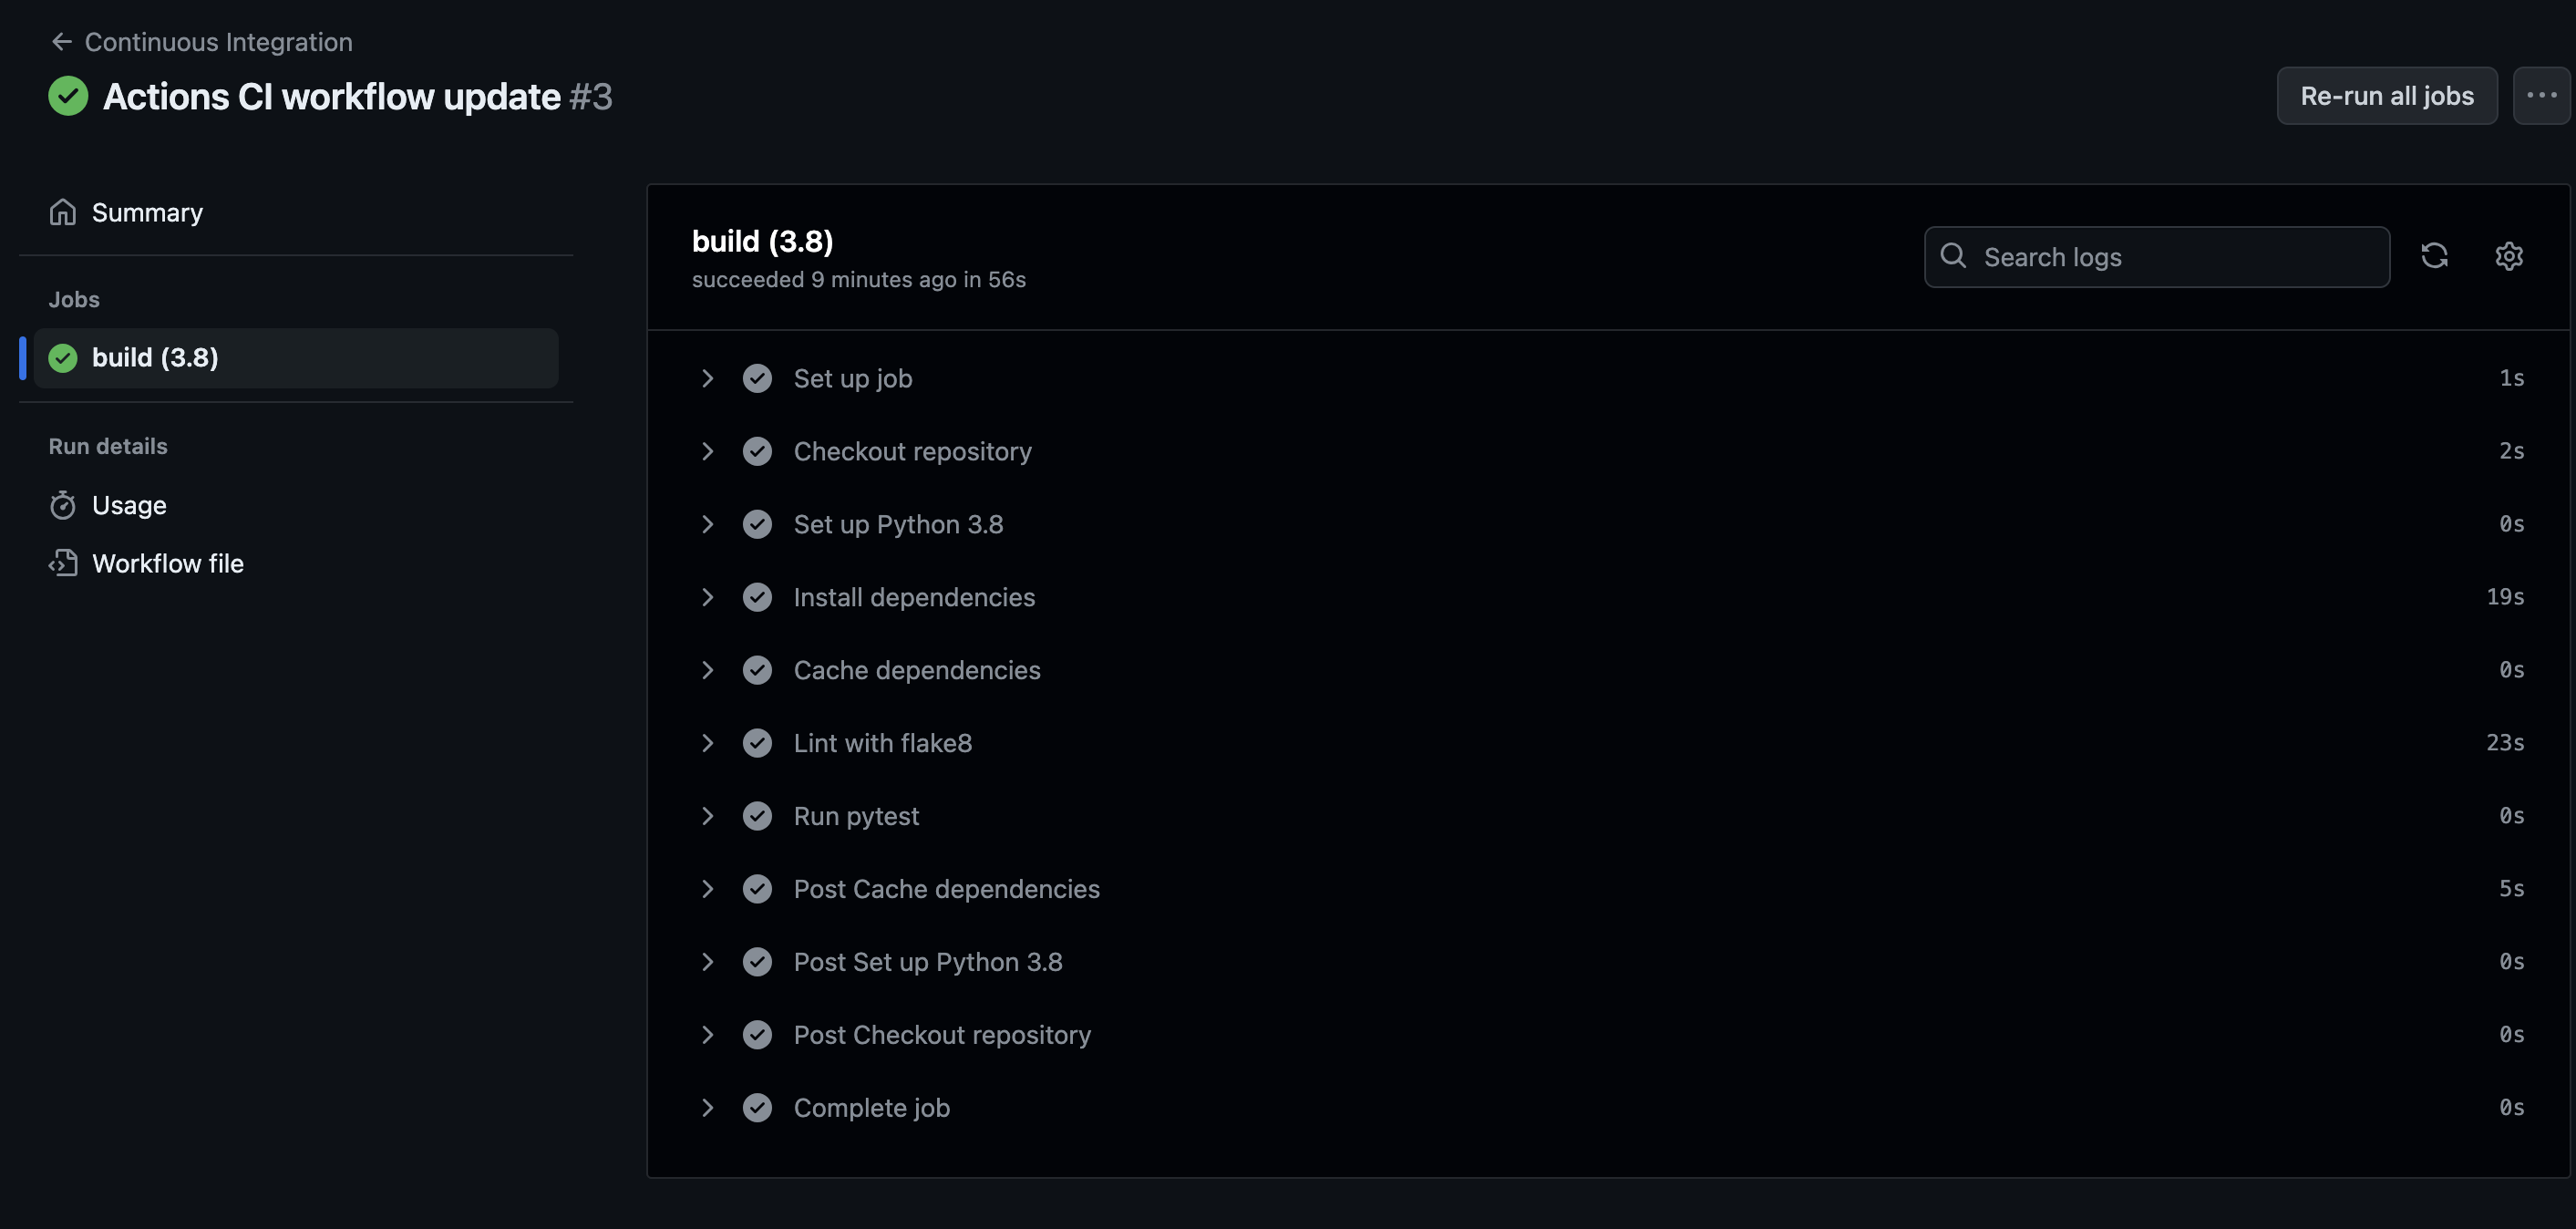 Continuous Integration
Actions CI workflow update #3
Re-run all jobs
Summary
Jobs
build (3.8)
Run details
Usage
Workflow file
build (3.8)
succeeded 9 minutes ago in 56s
Search logs
Set up job 1s
Checkout repository 2s
Set up Python 3.8 0s
Install dependencies 19s
Cache dependencies 0s
Lint with flake8 23s
Run pytest 0s
Post Cache dependencies 5s
Post Set up Python 3.8 0s
Post Checkout repository 0s
Complete job 0s